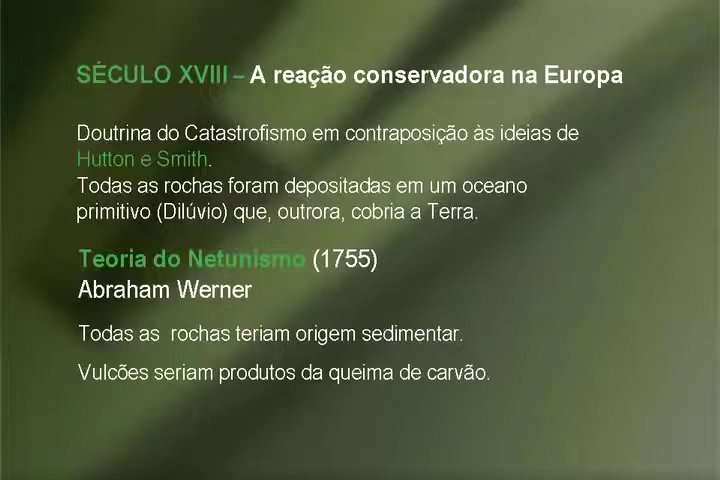 SÉCULO XVIII – A reação conservadora na Europa
Doutrina do Catastrofismo em contraposição às ideias de
Hutton e Smith.
Todas as rochas foram depositadas em um oceano
primitivo (Dilúvio) que, outrora, cobria a Terra.
Teoria do Netunismo (1755)
Abraham Werner
Todas as rochas teriam origem sedimentar.
Vulcões seriam produtos da queima de carvão.